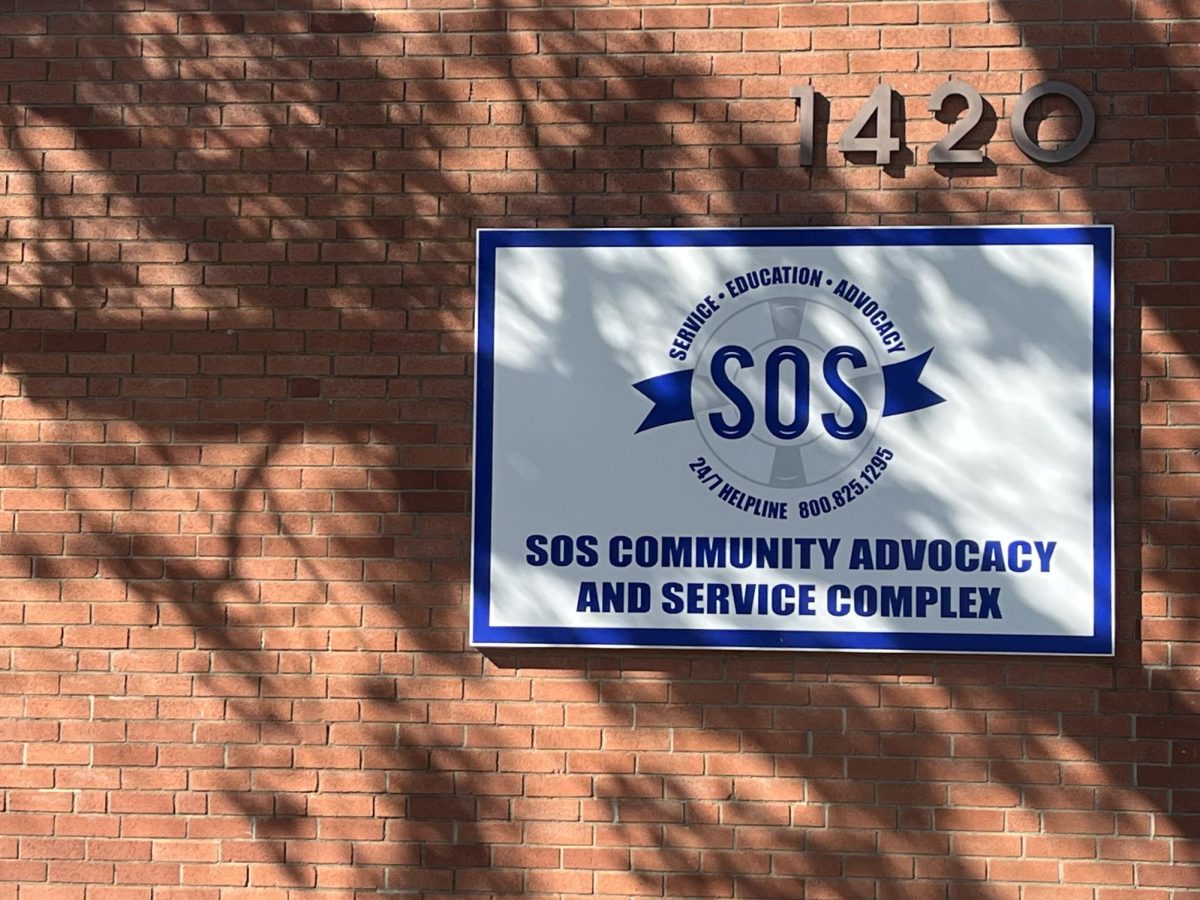 1420
SERVICE • EDUCATION • ADVOCACY
SOS
24/7 HELPLINE 800.825.1295
SOS COMMUNITY ADVOCACY
AND SERVICE COMPLEX